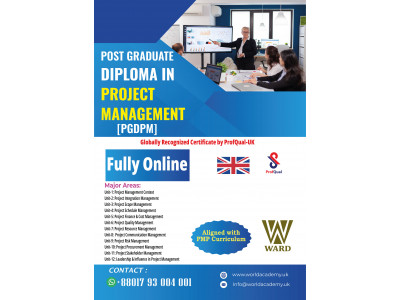 POST GRADUATE
DIPLOMA IN
PROJECT
MANAGEMENT
[PGDPM]
Globally Recognized Certificate by ProfQual-UK
Fully Online
ProfQual
Major Areas:
Unit-1: Project Management Context
Unit-2: Project Integration Management
Unit-3: Project Scope Management
Unit-4: Project Schedule Management
Unit-5: Project Finance & Cost Management
Unit-6: Project Quality Management
Unit-7: Project Resource Management
Unit-8: Project Communication Management
Unit-9: Project Risk Management
Unit-10: Project Procurement Management
Unit-11: Project Stakeholders Management
Unit-12: Leadership & Influence in Project Management
Aligned with
PMP Curriculum
WARD
CONTACT :
+88017 93 004 001
www.worldacademy.uk
info@worldacademy.uk